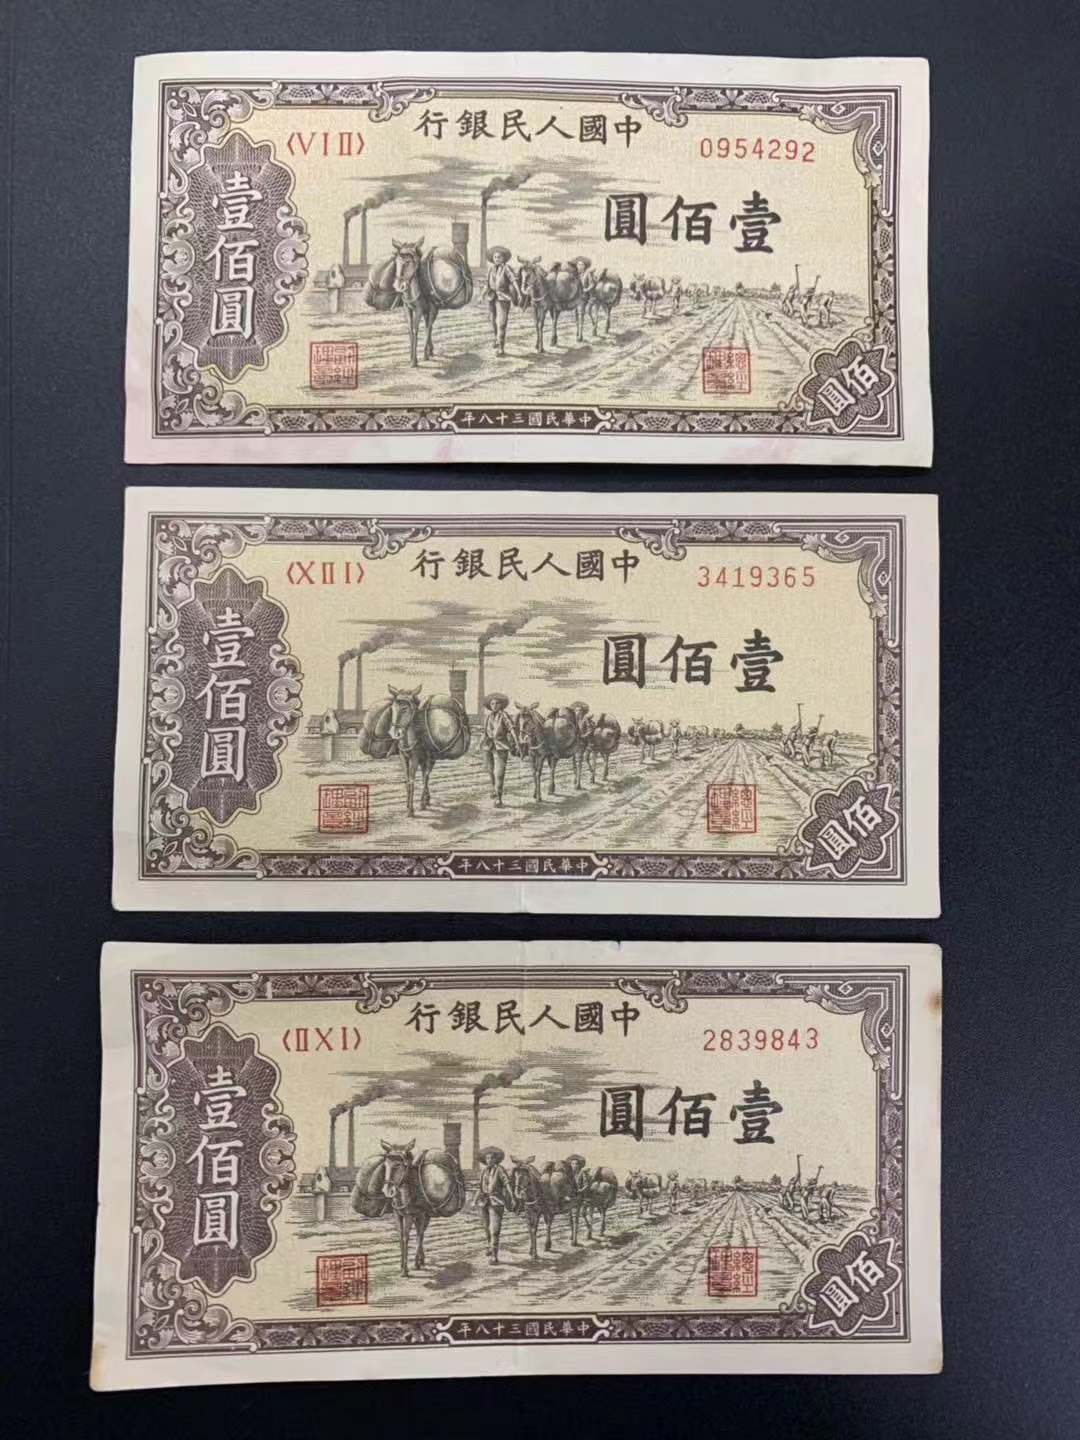 行銀民人國中
〈VIII〉
0954292
圓佰壹
壹佰圓
佰圓
年八十三國民華中
行銀民人國中
〈XIII〉
3419365
圓佰壹
壹佰圓
佰圓
年八十三國民華中
行銀民人國中
〈IIXI〉
2839843
圓佰壹
壹佰圓
佰圓
年八十三國民華中